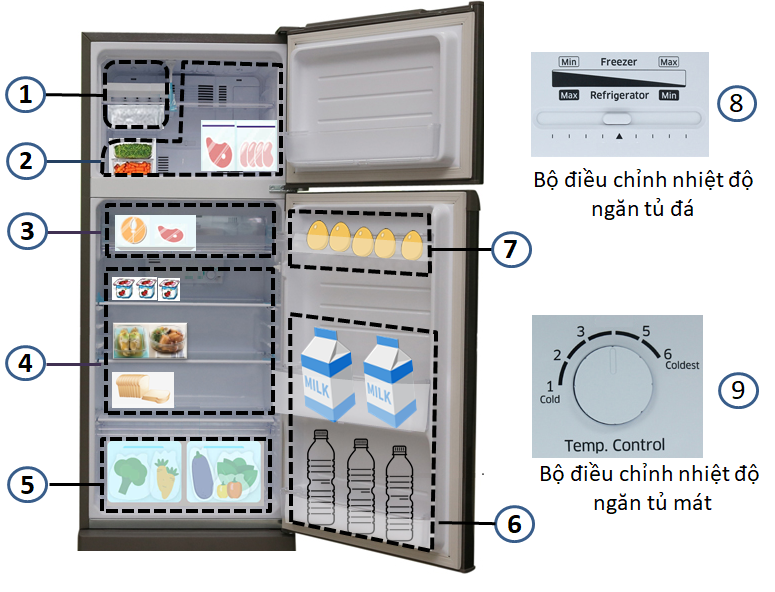 1
2
3
4
5
6
7
8
9
MILK
MILK
Min Freezer Max
Max Refrigerator Min
Bộ điều chỉnh nhiệt độ
ngăn tủ đá
1
2
3
5
6
Cold
Coldest
Temp. Control
Bộ điều chỉnh nhiệt độ
ngăn tủ mát